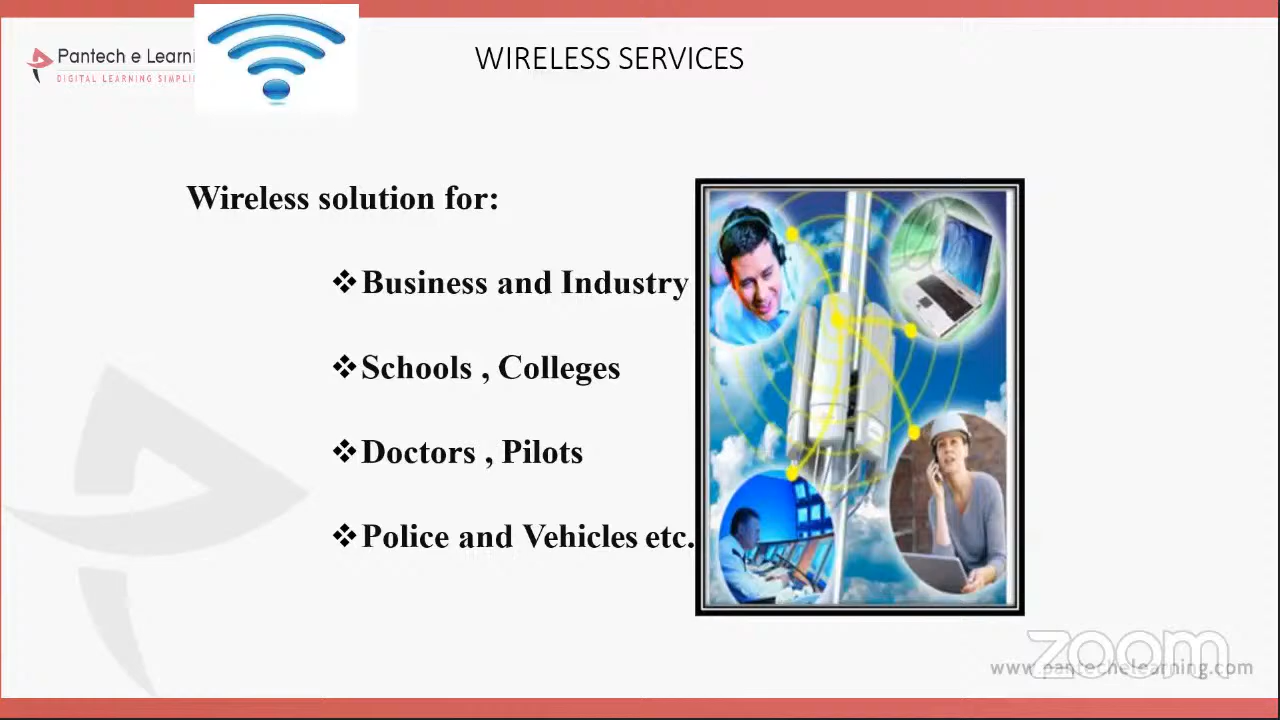 Pantech e Learni
DIGITAL LEARNING SIMPLI
WIRELESS SERVICES
Wireless solution for:
❖Business and Industry
❖Schools , Colleges
❖Doctors , Pilots
❖Police and Vehicles etc.
zoom
www.pantechelearning.com